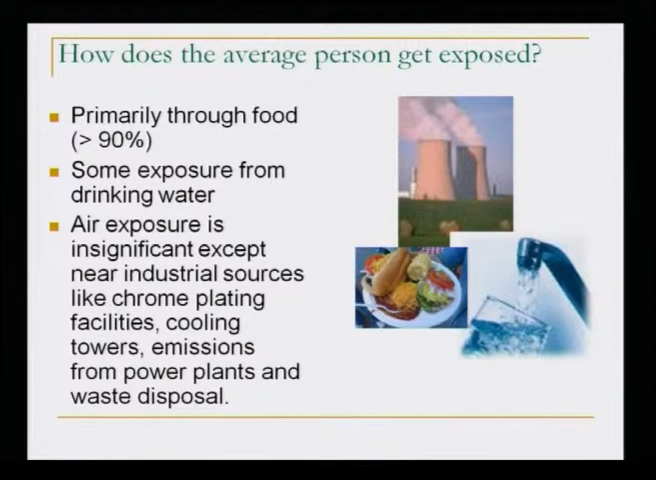 How does the average person get exposed?
Primarily through food
(> 90%)
Some exposure from
drinking water
Air exposure is
insignificant except
near industrial sources
like chrome plating
facilities, cooling
towers, emissions
from power plants and
waste disposal.